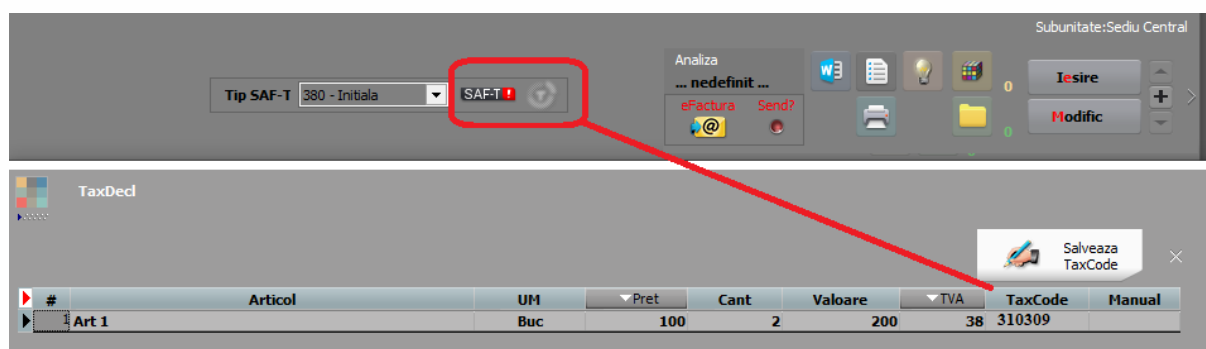 Subunitate:Sediu Central
Analiza
... nedefinit ...
Tip SAF-T 380 - Initiala SAF-T !
eFactura Send?
@
0
0
Iesire
Modific
TaxDecl
Salveaza
TaxCode
# Articol UM Pret Cant Valoare TVA TaxCode Manual
1 Art 1 Buc 100 2 200 38 310309